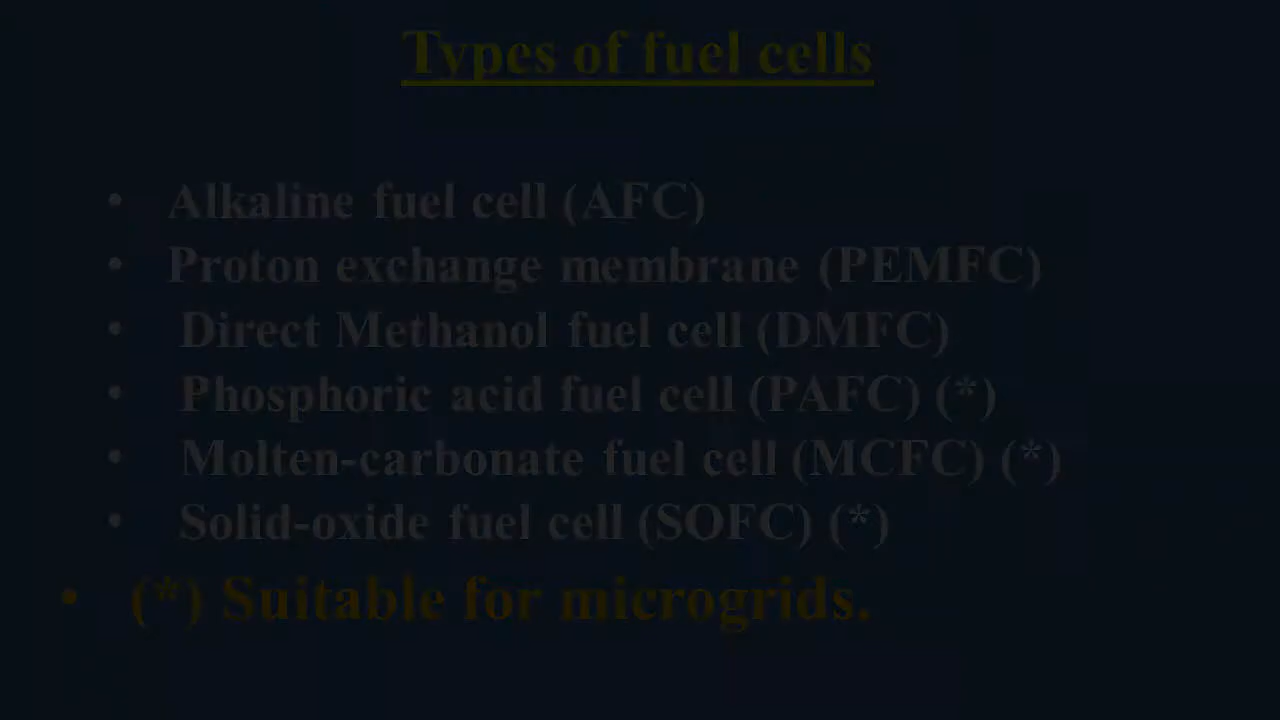 Types of fuel cells
• Alkaline fuel cell (AFC)
• Proton exchange membrane (PEMFC)
• Direct Methanol fuel cell (DMFC)
• Phosphoric acid fuel cell (PAFC) (*)
• Molten-carbonate fuel cell (MCFC) (*)
• Solid-oxide fuel cell (SOFC) (*)
• (*) Suitable for microgrids.